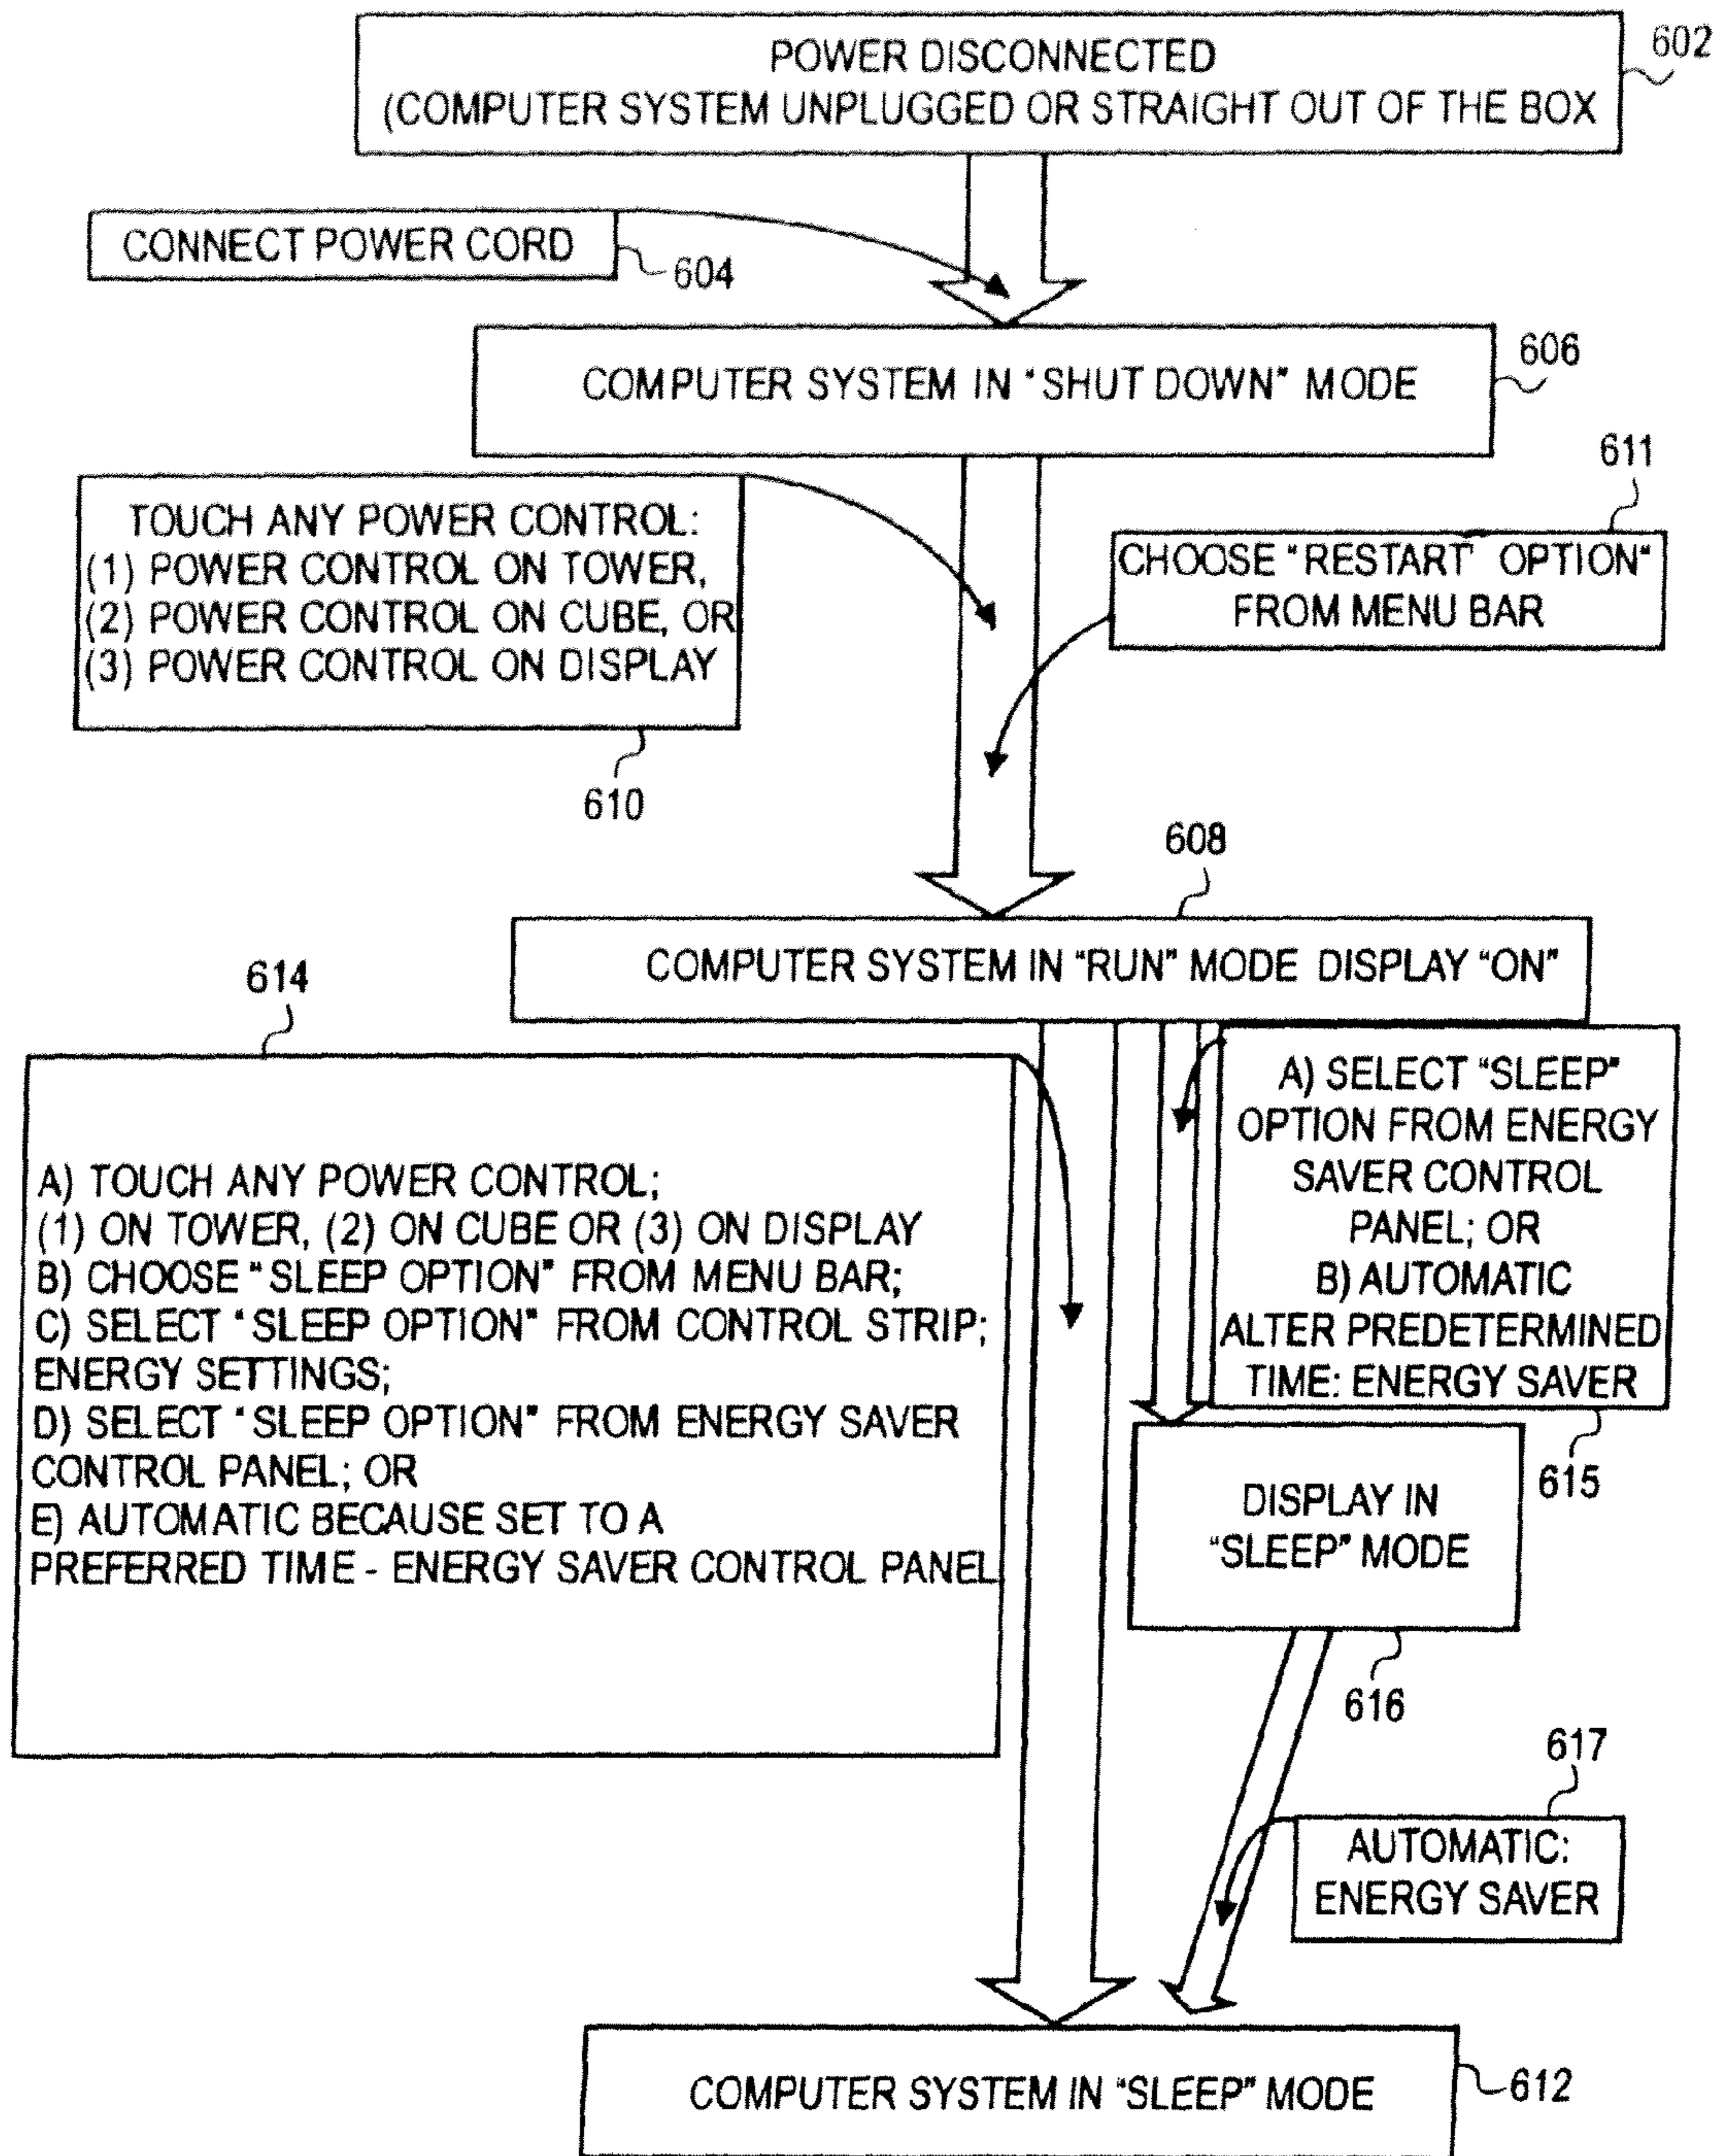 POWER DISCONNECTED
(COMPUTER SYSTEM UNPLUGGED OR STRAIGHT OUT OF THE BOX
602
CONNECT POWER CORD
604
COMPUTER SYSTEM IN "SHUT DOWN" MODE
606
611
TOUCH ANY POWER CONTROL:
(1) POWER CONTROL ON TOWER,
(2) POWER CONTROL ON CUBE, OR
(3) POWER CONTROL ON DISPLAY
610
CHOOSE "RESTART' OPTION"
FROM MENU BAR
608
COMPUTER SYSTEM IN "RUN" MODE DISPLAY "ON"
614
A) TOUCH ANY POWER CONTROL;
(1) ON TOWER, (2) ON CUBE OR (3) ON DISPLAY
B) CHOOSE "SLEEP OPTION" FROM MENU BAR;
C) SELECT "SLEEP OPTION" FROM CONTROL STRIP;
ENERGY SETTINGS;
D) SELECT "SLEEP OPTION" FROM ENERGY SAVER
CONTROL PANEL; OR
E) AUTOMATIC BECAUSE SET TO A
PREFERRED TIME - ENERGY SAVER CONTROL PANEL
A) SELECT "SLEEP"
OPTION FROM ENERGY
SAVER CONTROL
PANEL; OR
B) AUTOMATIC
ALTER PREDETERMINED
TIME: ENERGY SAVER
615
DISPLAY IN
"SLEEP" MODE
616
617
AUTOMATIC:
ENERGY SAVER
COMPUTER SYSTEM IN "SLEEP" MODE
612